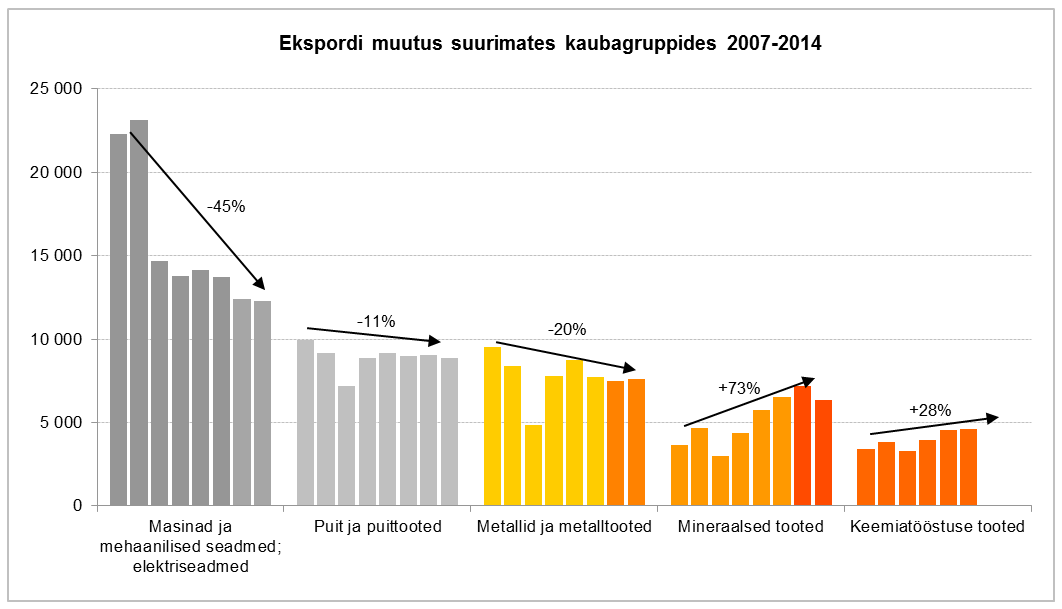 Ekspordi muutus suurimates kaubagruppides 2007-2014
25 000
20 000
15 000
10 000
5 000
0
-45%
-11%
-20%
+73%
+28%
Masinad ja
mehaanilised seadmed;
elektriseadmed
Puit ja puittooted
Metallid ja metalltooted
Mineraalsed tooted
Keemiatööstuse tooted